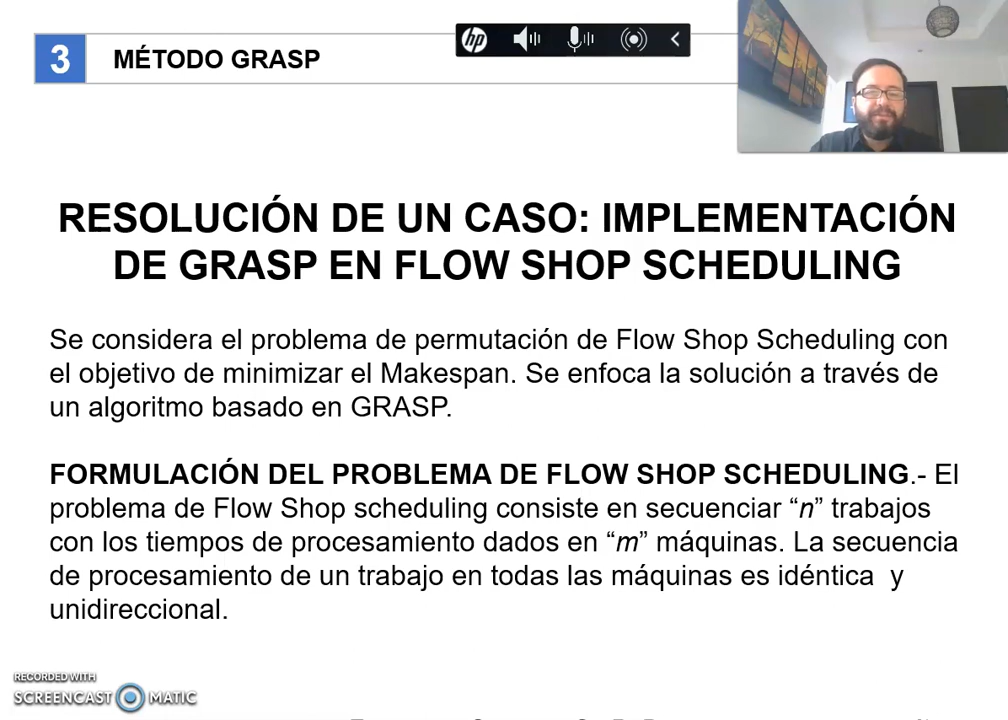 3
MÉTODO GRASP
hp
RESOLUCIÓN DE UN CASO: IMPLEMENTACIÓN
DE GRASP EN FLOW SHOP SCHEDULING
Se considera el problema de permutación de Flow Shop Scheduling con
el objetivo de minimizar el Makespan. Se enfoca la solución a través de
un algoritmo basado en GRASP.
FORMULACIÓN DEL PROBLEMA DE FLOW SHOP SCHEDULING.- El
problema de Flow Shop scheduling consiste en secuenciar “n” trabajos
con los tiempos de procesamiento dados en “m” máquinas. La secuencia
de procesamiento de un trabajo en todas las máquinas es idéntica y
unidireccional.
RECORDED WITH
SCREENCAST MATIC